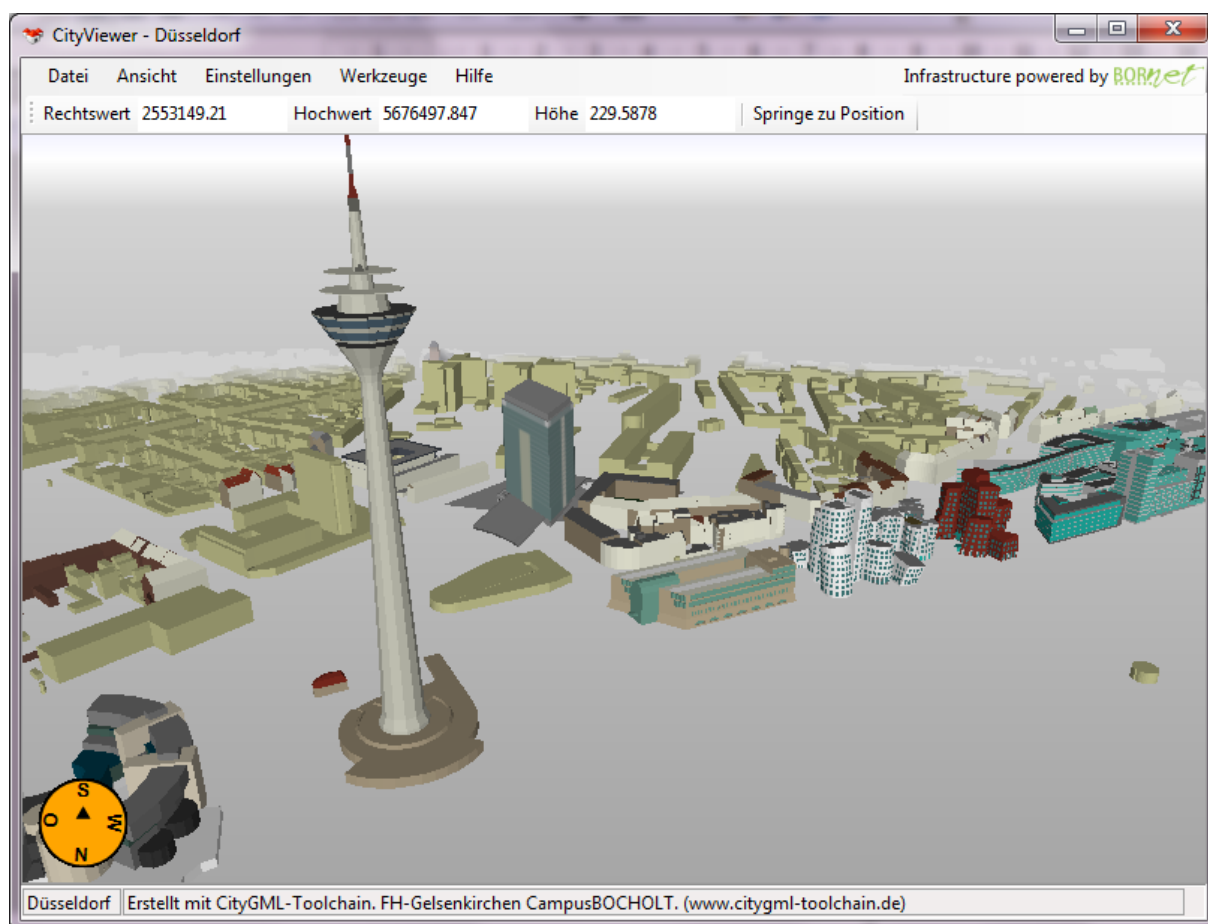 CityViewer - Düsseldorf
Datei Ansicht Einstellungen Werkzeuge Hilfe Infrastructure powered by BORnet
Rechtswert 2553149.21 Hochwert 5676497.847 Höhe 229.5878 Springe zu Position
S
O W
N
Düsseldorf Erstellt mit CityGML-Toolchain. FH-Gelsenkirchen CampusBOCHOLT. (www.citygml-toolchain.de)